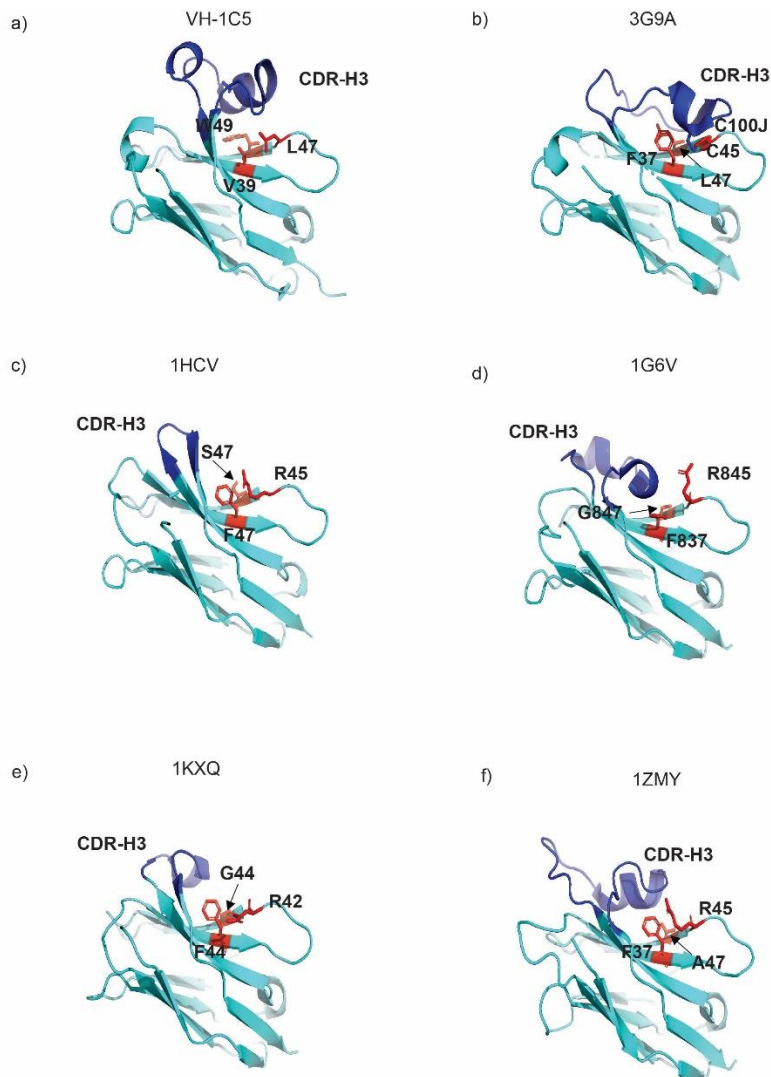 a) VH-1C5
CDR-H3
W49
L47
V39
b) 3G9A
CDR-H3
C100J
F37
C45
L47
c) 1HCV
CDR-H3
S47
R45
F47
d) 1G6V
CDR-H3
R845
G847
F837
e) 1KXQ
CDR-H3
G44
R42
F44
f) 1ZMY
CDR-H3
R45
F37
A47